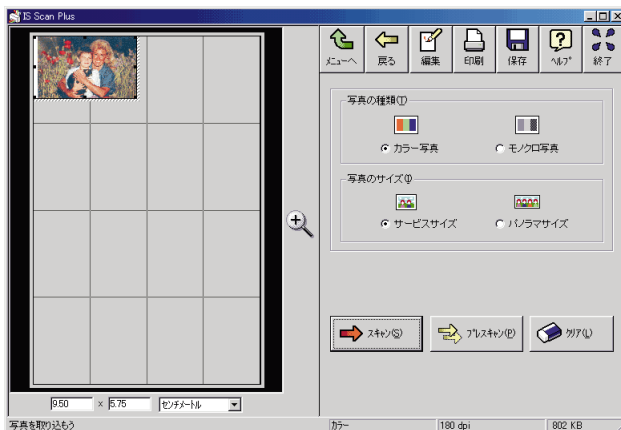 IS Scan Plus
メニューへ 戻る 編集 印刷 保存 ヘルプ 終了
写真の種類(T)
カラー写真 モノクロ写真
写真のサイズ(I)
サービスサイズ パノラマサイズ
スキャン(S) プレスキャン(P) クリア(L)
9.50 × 5.75 センチメートル
写真を取り込もう カラー 180 dpi 802 KB